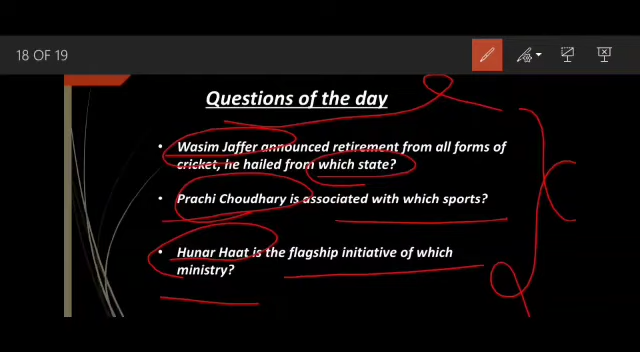 18 OF 19
Questions of the day
• Wasim Jaffer announced retirement from all forms of
cricket, he hailed from which state?
• Prachi Choudhary is associated with which sports?
• Hunar Haat is the flagship initiative of which
ministry?